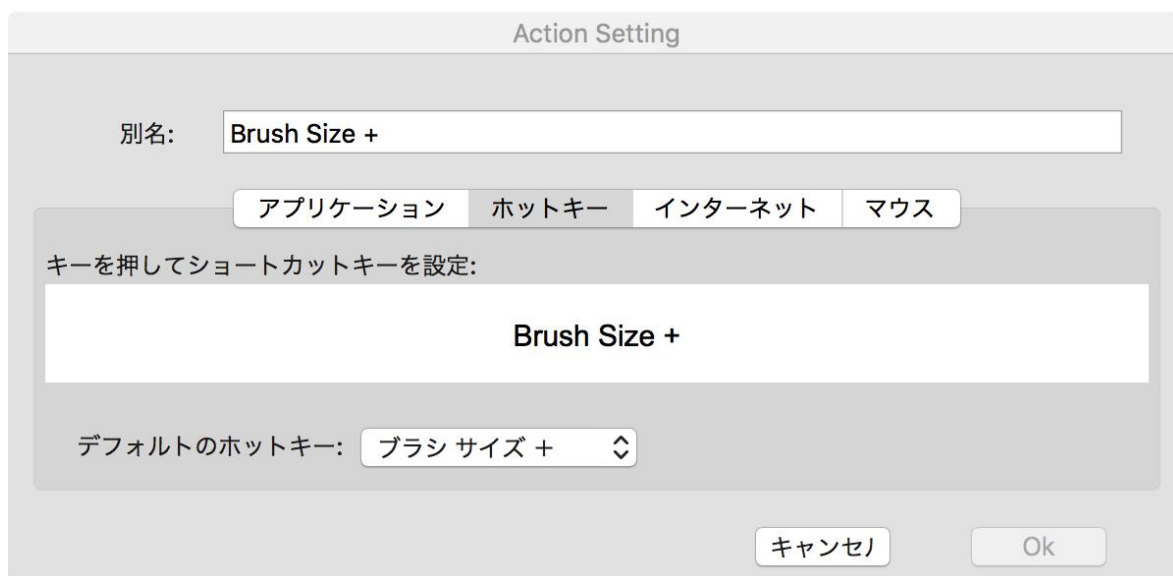 Action Setting
別名: Brush Size +
アプリケーション ホットキー インターネット マウス
キーを押してショートカットキーを設定:
Brush Size +
デフォルトのホットキー: ブラシ サイズ +
キャンセ Ok